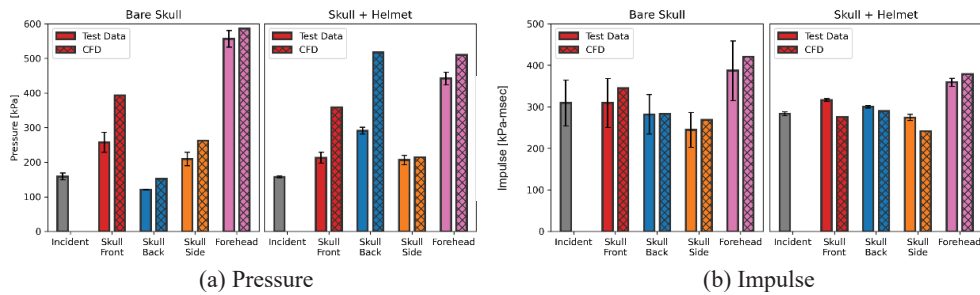 Bare Skull
Skull + Helmet
Pressure [kPa]
600
500
400
300
200
100
0
Test Data
CFD
Test Data
CFD
Incident
Skull
Front
Skull
Back
Skull
Side
Forehead
Incident
Skull
Front
Skull
Back
Skull
Side
Forehead
(a) Pressure
Bare Skull
Skull + Helmet
Impulse [kPa-msec]
500
400
300
200
100
0
Test Data
CFD
Test Data
CFD
Incident
Skull
Front
Skull
Back
Skull
Side
Forehead
Incident
Skull
Front
Skull
Back
Skull
Side
Forehead
(b) Impulse